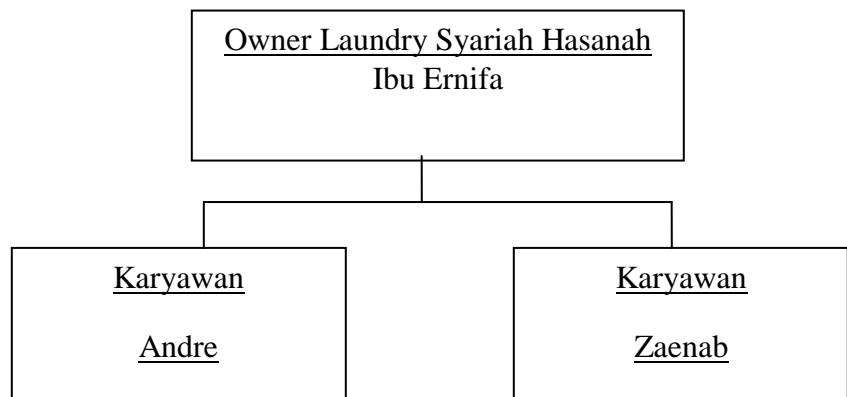 Owner Laundry Syariah Hasanah
Ibu Ernifa
Karyawan
Andre
Karyawan
Zaenab